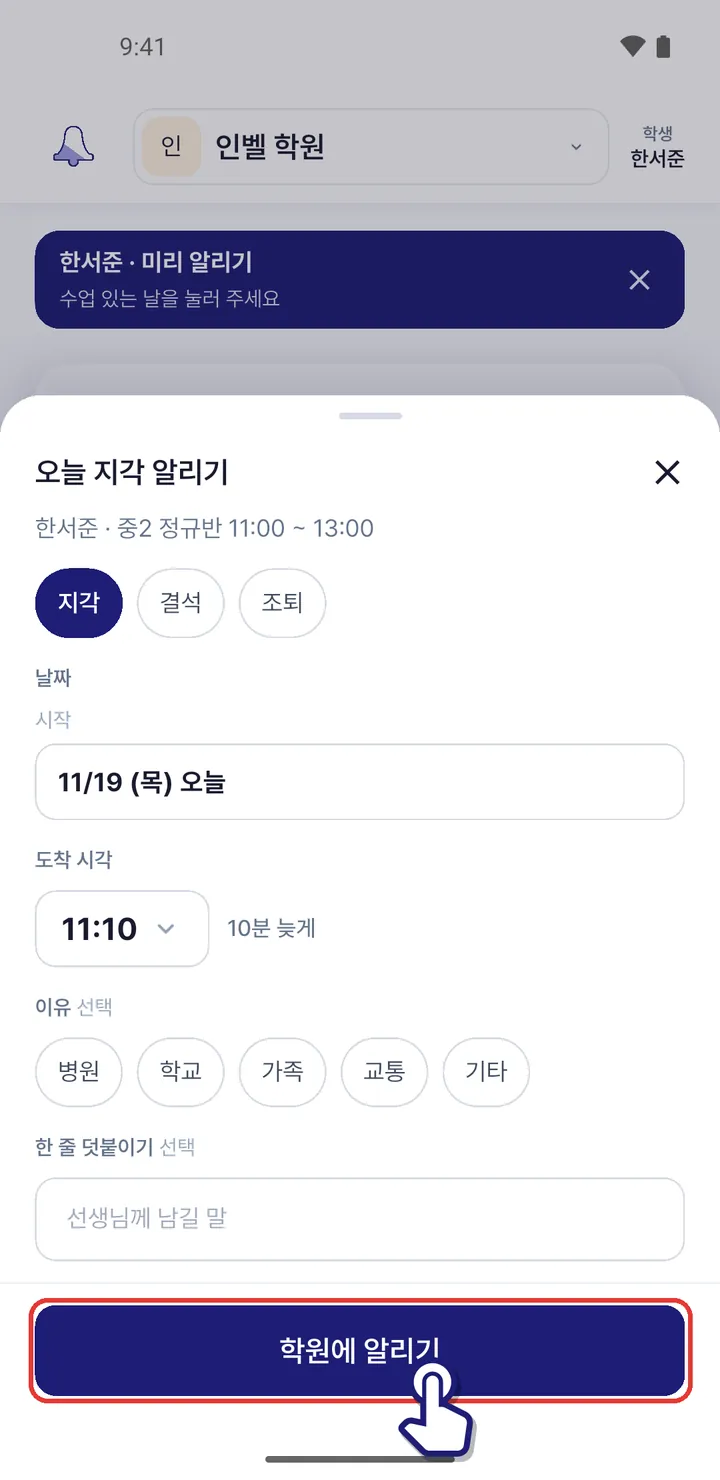 9:41
인 인벨 학원
학생
한서준
한서준 · 미리 알리기
수업 있는 날을 눌러 주세요
오늘 지각 알리기
한서준 · 중2 정규반 11:00 ~ 13:00
지각 결석 조퇴
날짜
시작
11/19 (목) 오늘
도착 시각
11:10 10분 늦게
이유 선택
병원 학교 가족 교통 기타
한 줄 덧붙이기 선택
선생님께 남길 말
학원에 알리기